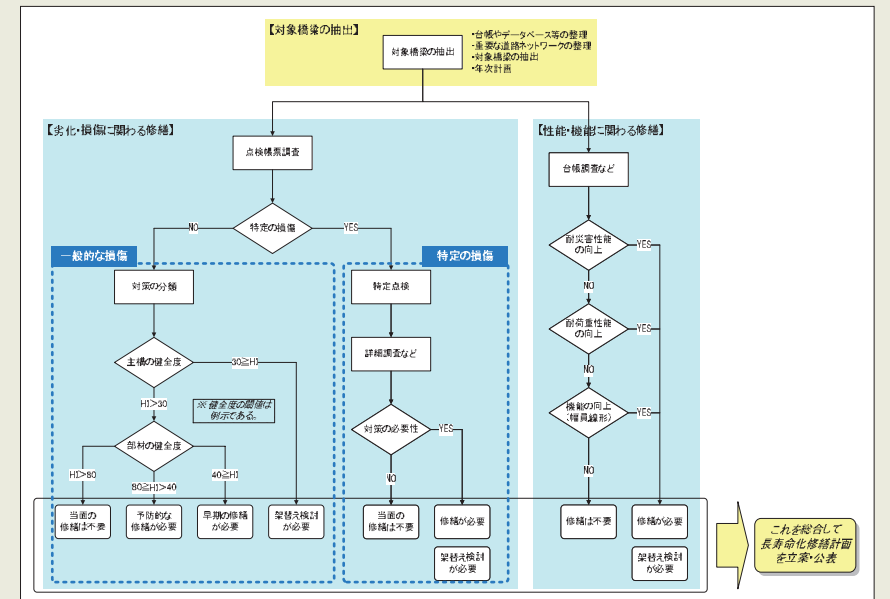 【対象橋梁の抽出】
対象橋梁の抽出
・台帳やデータベース等の整理
・重要な道路ネットワークの整理
・対象橋梁の抽出
・年次計画
【劣化・損傷に関わる修繕】
点検帳票調査
特定の損傷
NO
YES
一般的な損傷
対策の分類
主構の健全度
30≧HI
HI>30
※健全度の閾値は
例示である。
部材の健全度
HI>80
80≧HI>40
40≧HI
当面の
修繕は不要
予防的な
修繕が必要
早期の修繕
が必要
架替え検討
が必要
特定の損傷
特定点検
詳細調査など
対策の必要性
YES
NO
当面の
修繕は不要
修繕が必要
架替え検討
が必要
【性能・機能に関わる修繕】
台帳調査など
耐災害性能
の向上
YES
NO
耐荷重性能
の向上
YES
NO
機能の向上
(幅員,線形)
YES
NO
修繕は不要
修繕が必要
架替え検討
が必要
これを総合して
長寿命化修繕計画
を立案・公表